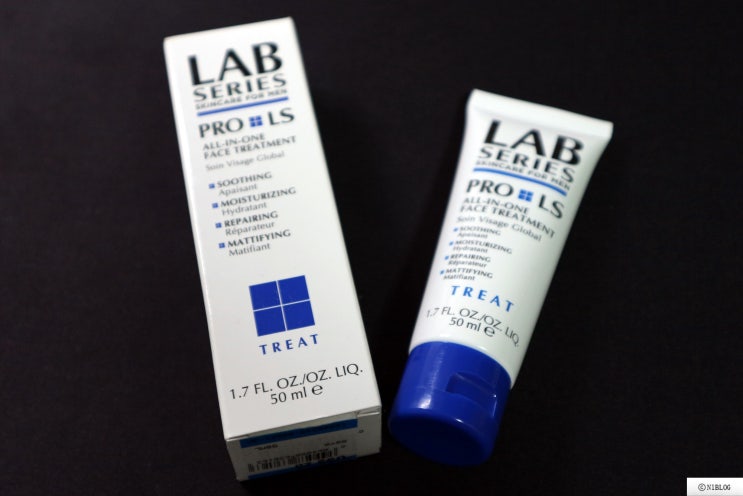 LAB
SERIES
SKINCARE FOR MEN
PRO LS
ALL-IN-ONE
FACE TREATMENT
Soin Visage Global
SOOTHING
Apaisant
MOISTURIZING
Hydratant
REPAIRING
Réparateur
MATTIFYING
Matifiant
TREAT
1.7 FL. OZ./OZ. LIQ.
50 ml ℮
LAB
SERIES
SKINCARE FOR MEN
PRO LS
ALL-IN-ONE
FACE TREATMENT
Soin Visage Global
SOOTHING
Apaisant
MOISTURIZING
Hydratant
REPAIRING
Réparateur
MATTIFYING
Matifiant
TREAT
1.7 FL. OZ./OZ. LIQ.
50 ml ℮
ⓒ N1BLOG